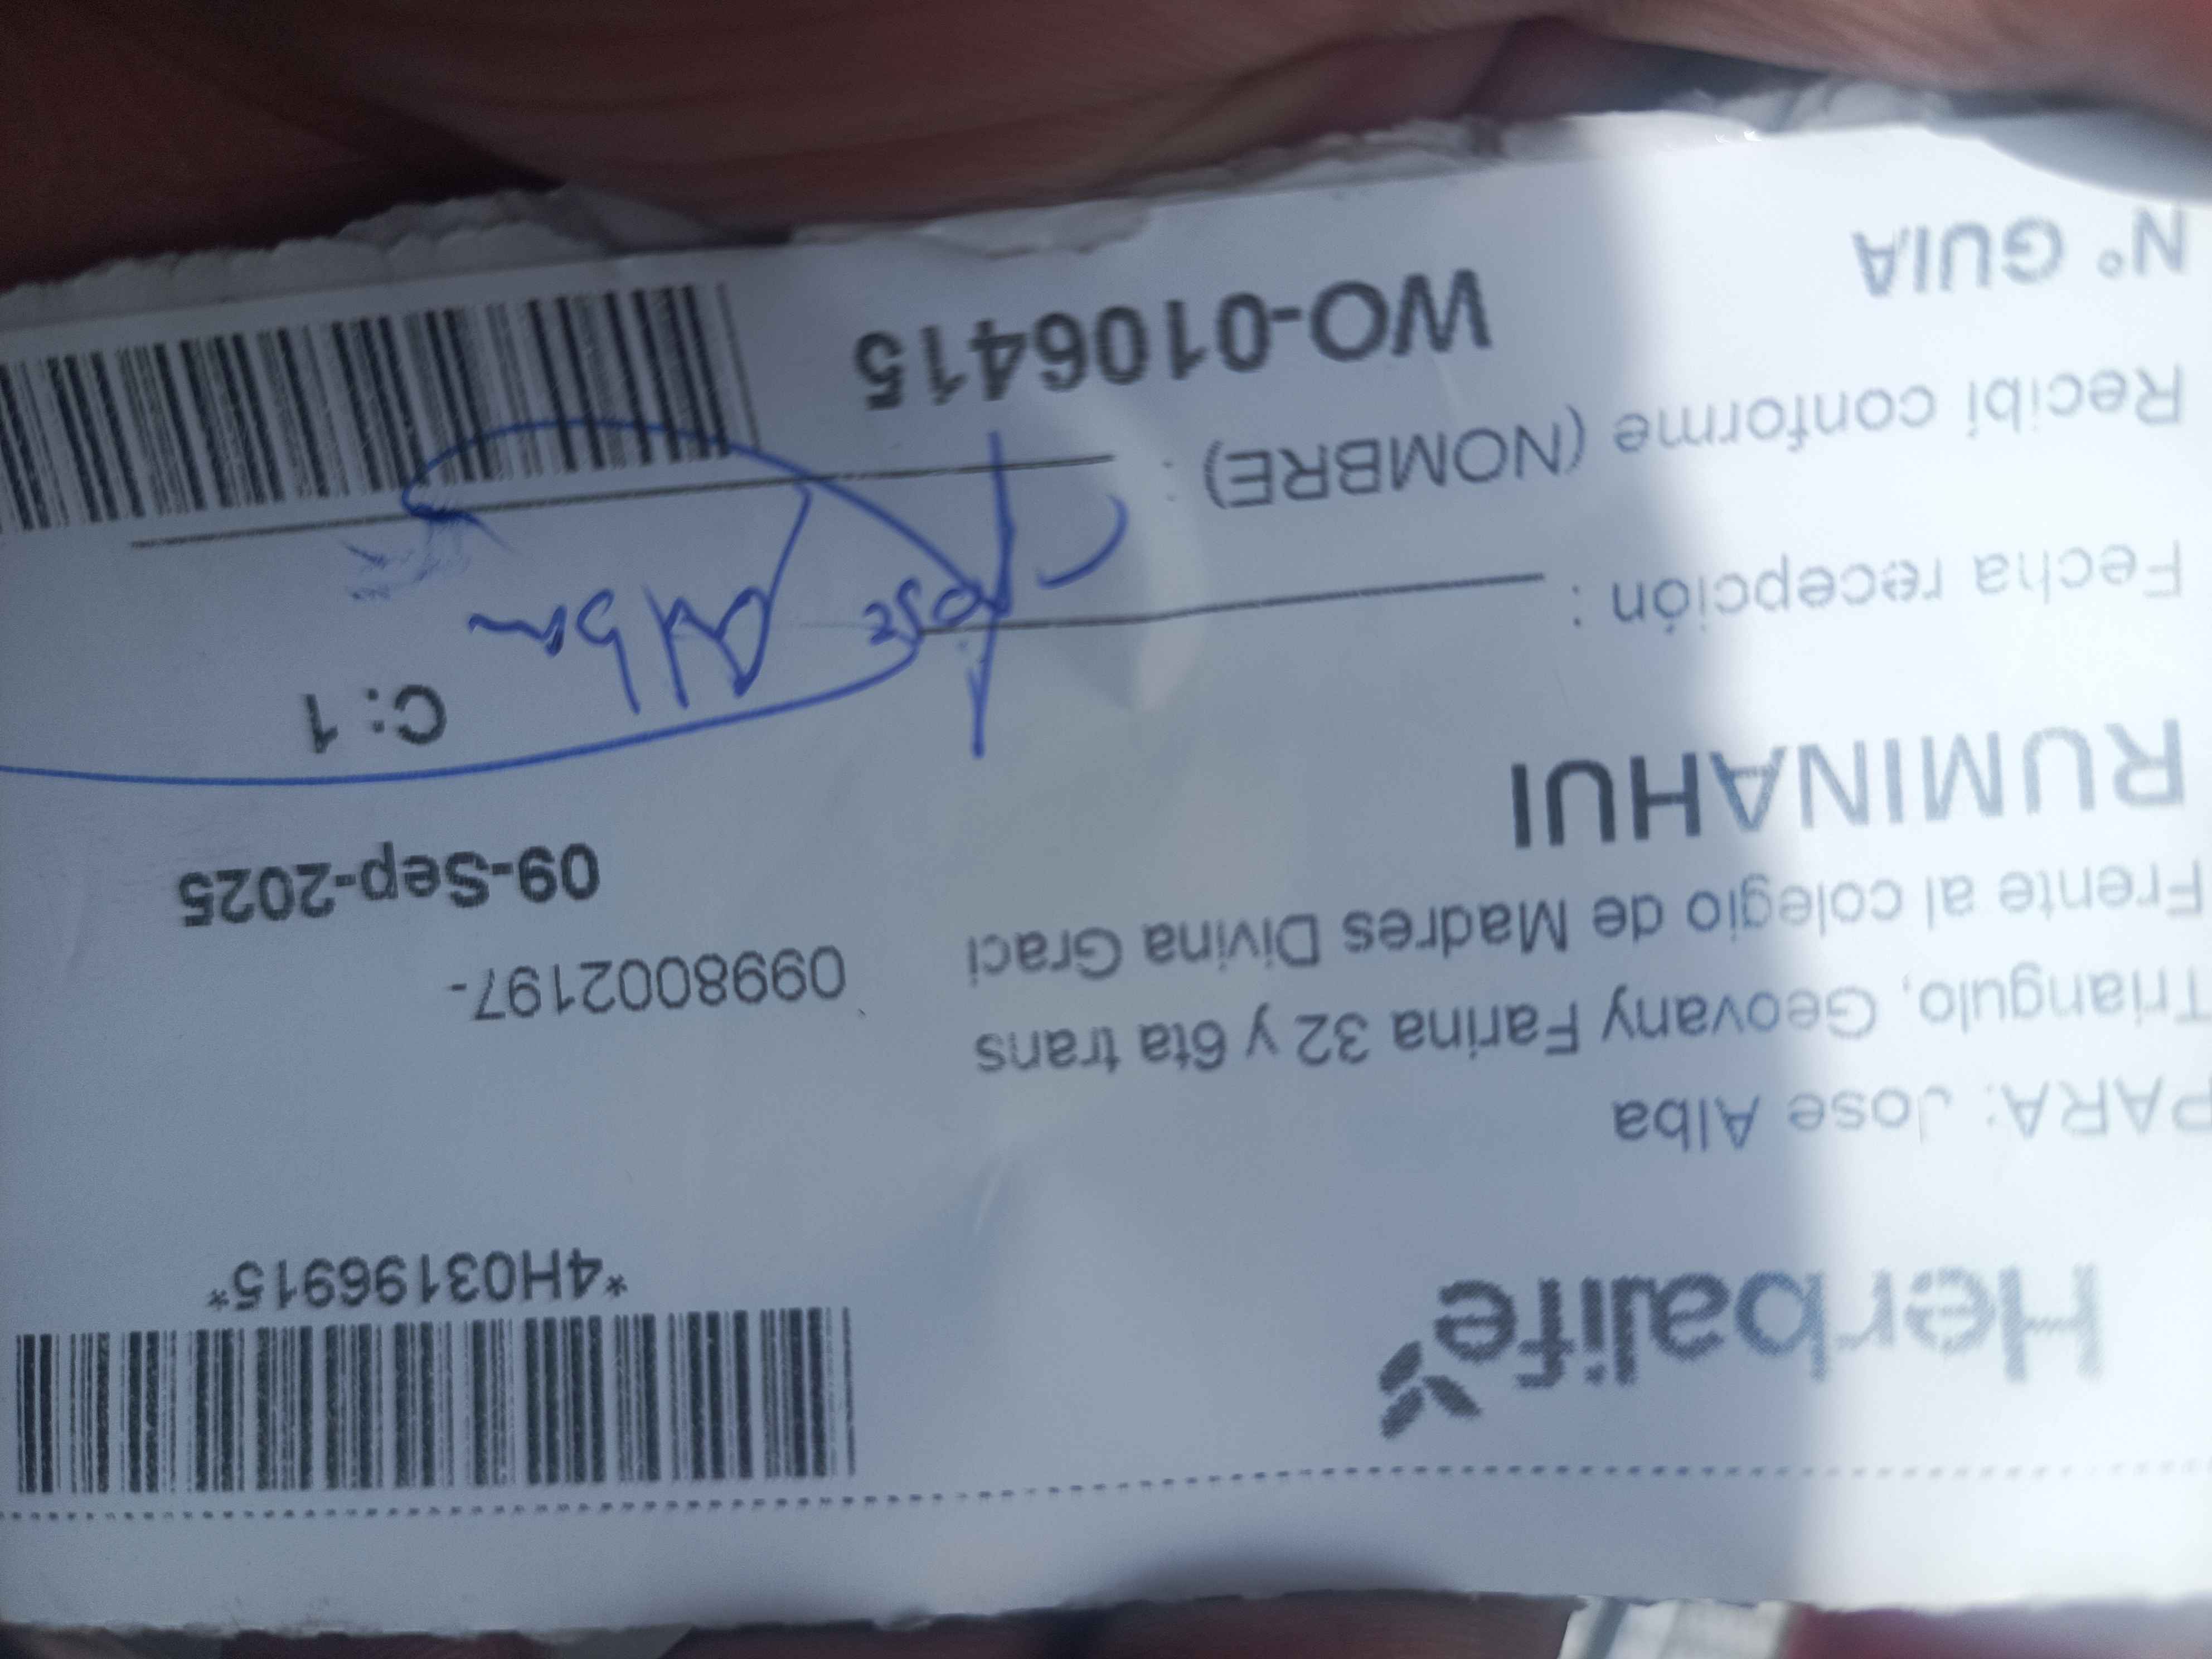 Herbalife
*4H03196915*
PARA: Jose Alba
Triangulo, Geovany Farina 32 y 6ta trans
Frente al colegio de Madres Divina Graci
0998002197-
RUMINAHUI
09-Sep-2025
C: 1
Fecha recepción :
Jose Alba
Recibi conforme (NOMBRE) :
N° GUIA
WO-0106415